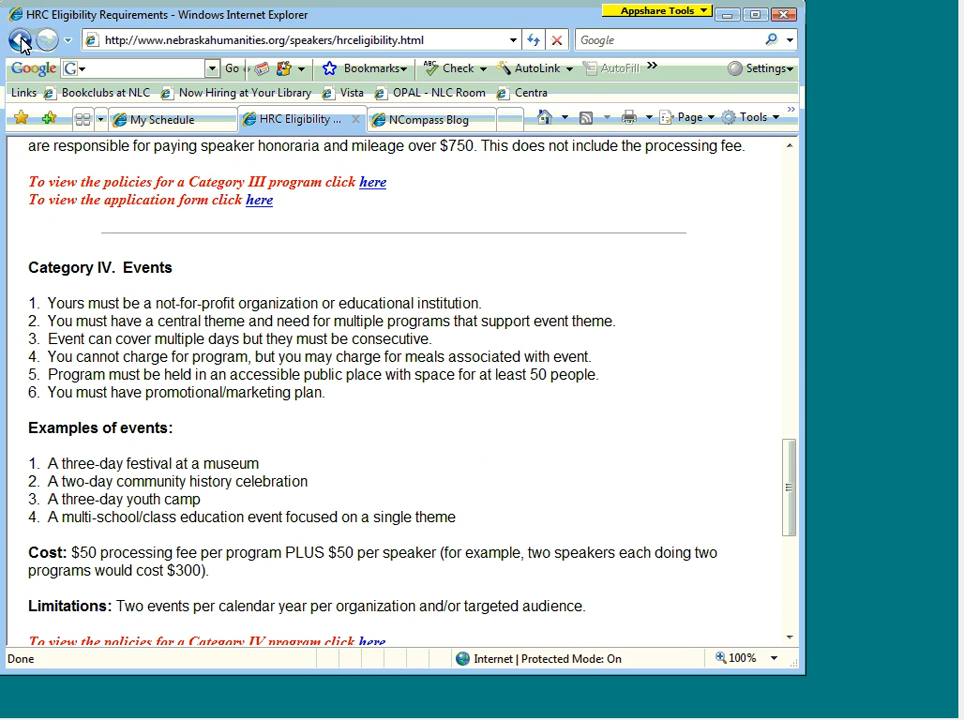 HRC Eligibility Requirements - Windows Internet Explorer
Appshare Tools
http://www.nebraskahumanities.org/speakers/hrceligibility.html
Google
Google G Go Bookmarks ABC Check AutoLink AutoFill » Settings
Links Bookclubs at NLC Now Hiring at Your Library Vista OPAL - NLC Room Centra
My Schedule HRC Eligibility ... NCompass Blog Page Tools »
are responsible for paying speaker honoraria and mileage over $750. This does not include the processing fee.
To view the policies for a Category III program click here
To view the application form click here
Category IV. Events
1. Yours must be a not-for-profit organization or educational institution.
2. You must have a central theme and need for multiple programs that support event theme.
3. Event can cover multiple days but they must be consecutive.
4. You cannot charge for program, but you may charge for meals associated with event.
5. Program must be held in an accessible public place with space for at least 50 people.
6. You must have promotional/marketing plan.
Examples of events:
1. A three-day festival at a museum
2. A two-day community history celebration
3. A three-day youth camp
4. A multi-school/class education event focused on a single theme
Cost: $50 processing fee per program PLUS $50 per speaker (for example, two speakers each doing two
programs would cost $300).
Limitations: Two events per calendar year per organization and/or targeted audience.
To view the policies for a Category IV program click here
Done Internet | Protected Mode: On 100%